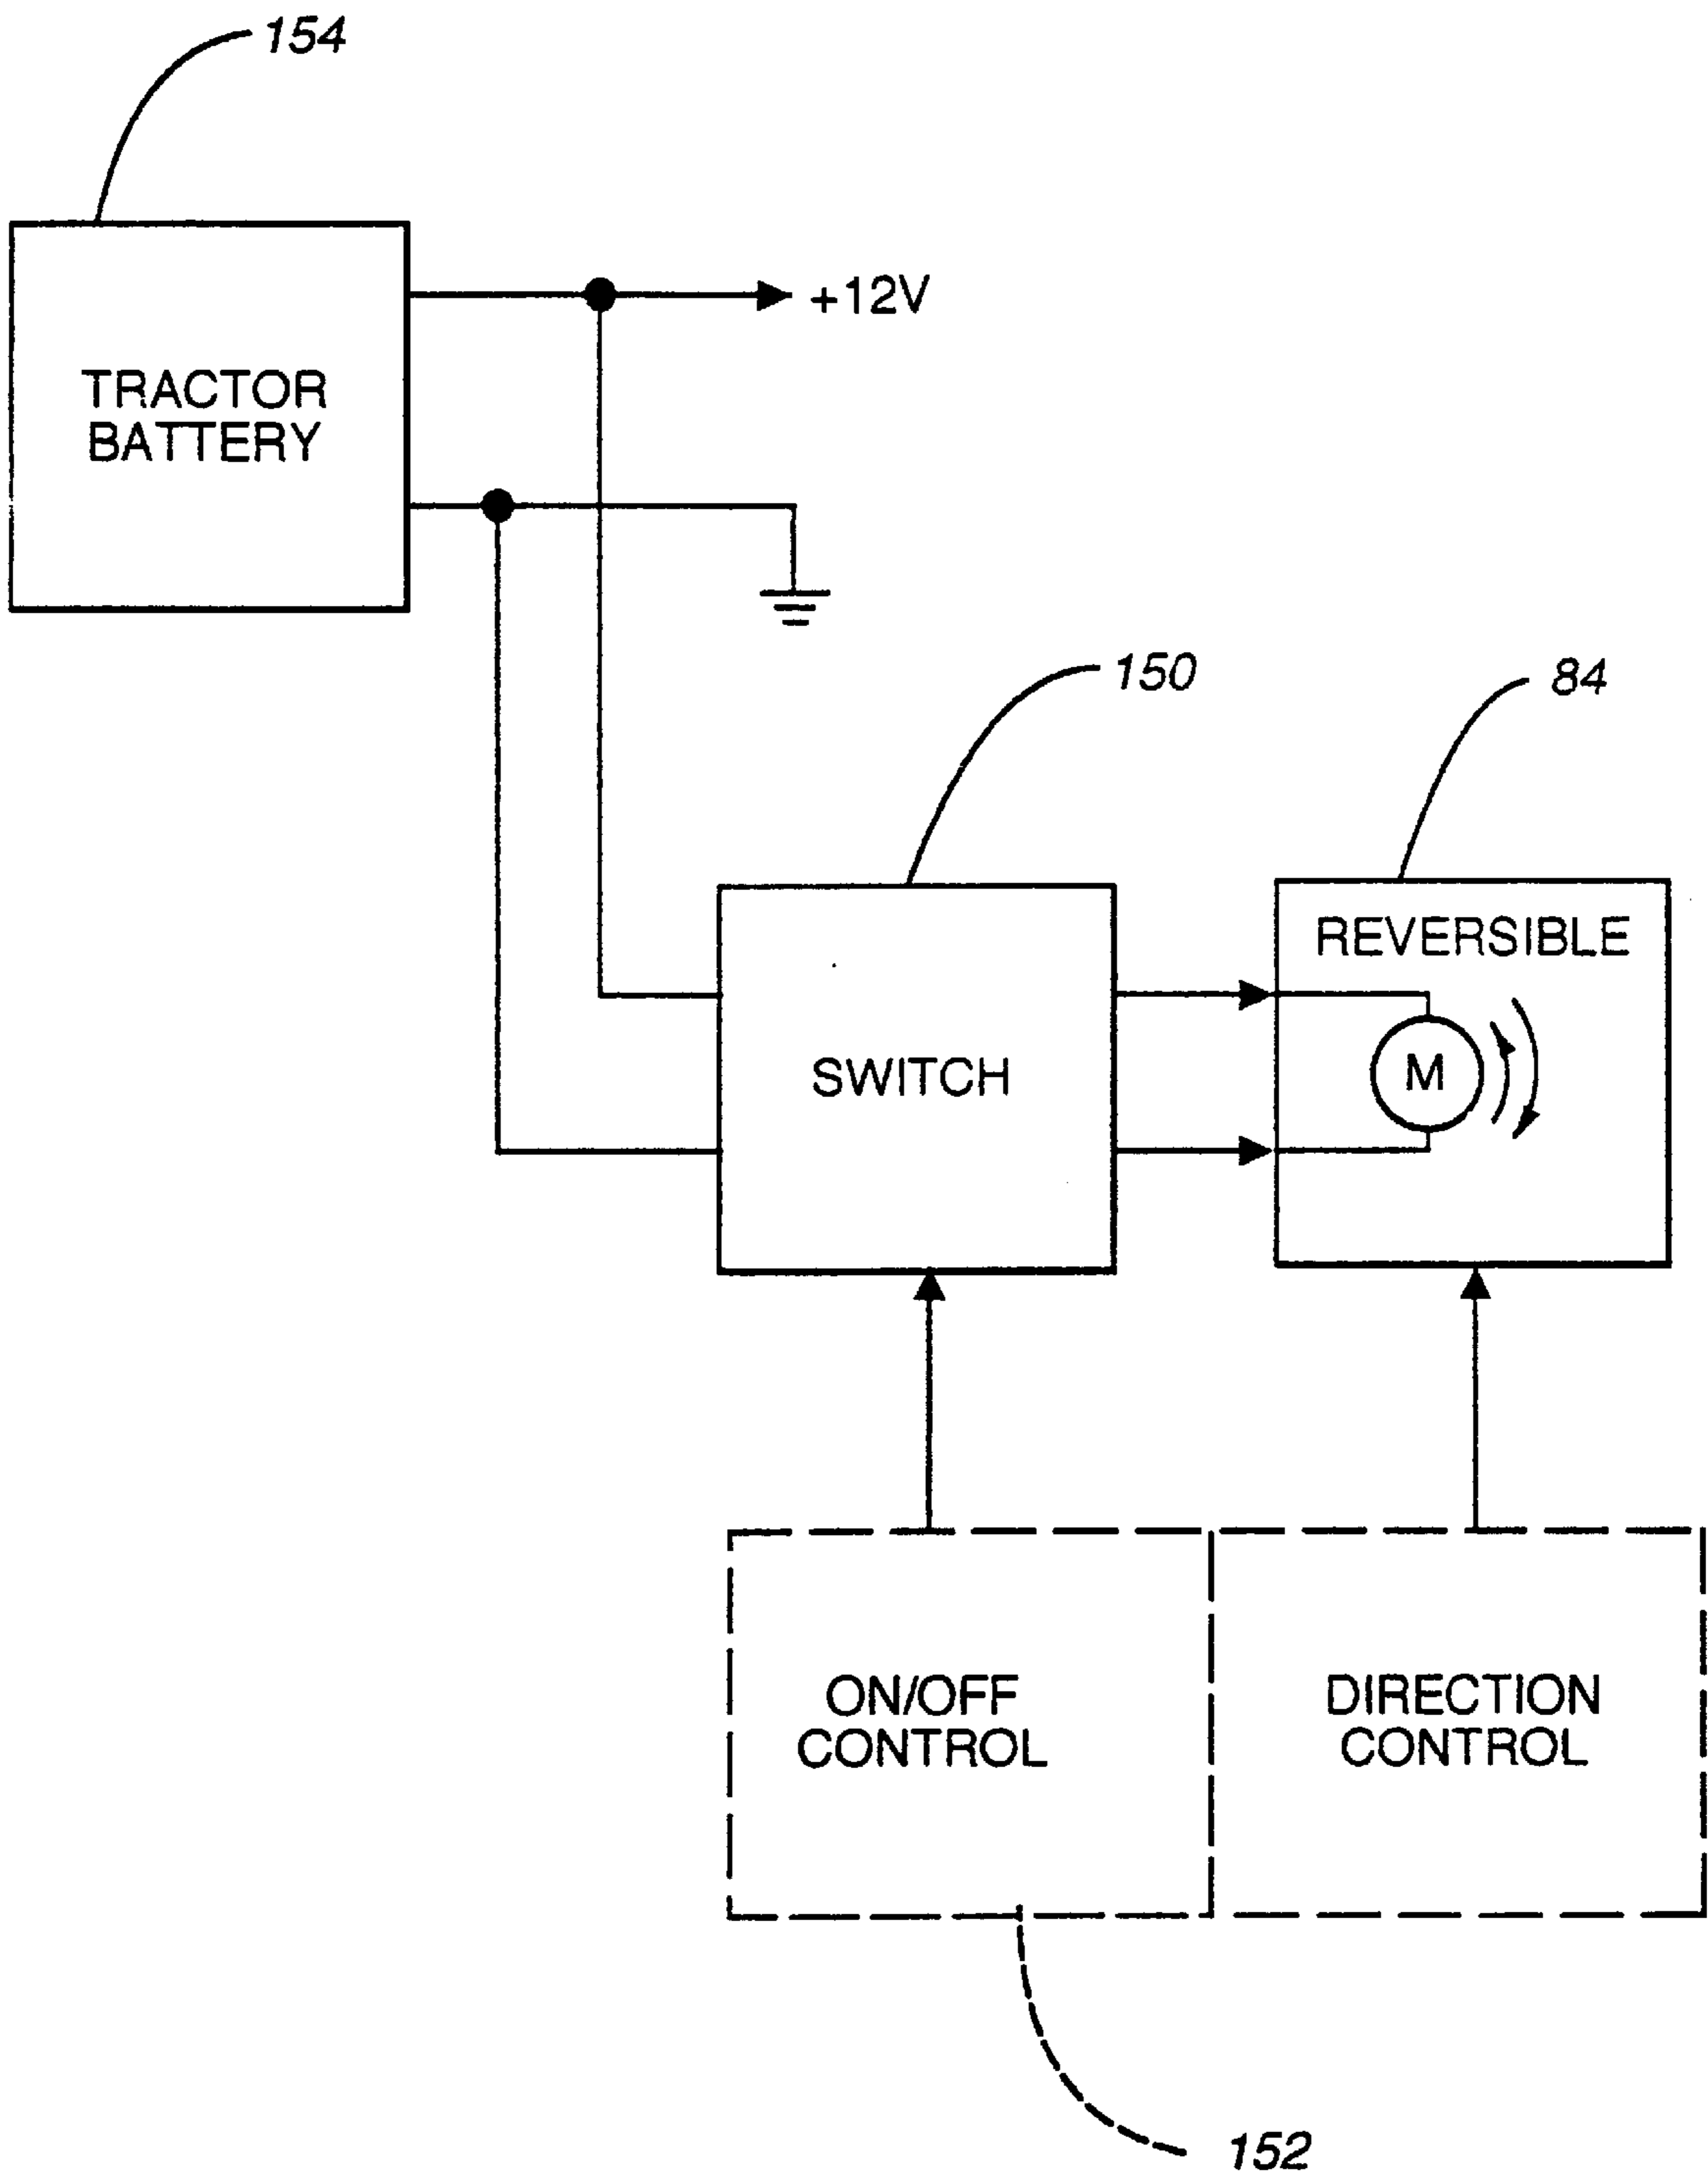 154
+12V
TRACTOR
BATTERY
150
84
REVERSIBLE
SWITCH
M
ON/OFF
CONTROL
DIRECTION
CONTROL
152